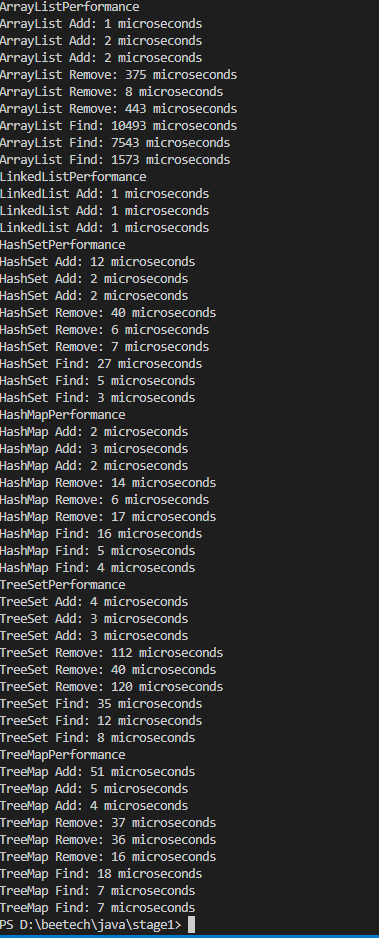 ArrayListPerformance
ArrayList Add: 1 microseconds
ArrayList Add: 2 microseconds
ArrayList Add: 2 microseconds
ArrayList Remove: 375 microseconds
ArrayList Remove: 8 microseconds
ArrayList Remove: 443 microseconds
ArrayList Find: 10493 microseconds
ArrayList Find: 7543 microseconds
ArrayList Find: 1573 microseconds
LinkedListPerformance
LinkedList Add: 1 microseconds
LinkedList Add: 1 microseconds
LinkedList Add: 1 microseconds
HashSetPerformance
HashSet Add: 12 microseconds
HashSet Add: 2 microseconds
HashSet Add: 2 microseconds
HashSet Remove: 40 microseconds
HashSet Remove: 6 microseconds
HashSet Remove: 7 microseconds
HashSet Find: 27 microseconds
HashSet Find: 5 microseconds
HashSet Find: 3 microseconds
HashMapPerformance
HashMap Add: 2 microseconds
HashMap Add: 3 microseconds
HashMap Add: 2 microseconds
HashMap Remove: 14 microseconds
HashMap Remove: 6 microseconds
HashMap Remove: 17 microseconds
HashMap Find: 16 microseconds
HashMap Find: 5 microseconds
HashMap Find: 4 microseconds
TreeSetPerformance
TreeSet Add: 4 microseconds
TreeSet Add: 3 microseconds
TreeSet Add: 3 microseconds
TreeSet Remove: 112 microseconds
TreeSet Remove: 40 microseconds
TreeSet Remove: 120 microseconds
TreeSet Find: 35 microseconds
TreeSet Find: 12 microseconds
TreeSet Find: 8 microseconds
TreeMapPerformance
TreeMap Add: 51 microseconds
TreeMap Add: 5 microseconds
TreeMap Add: 4 microseconds
TreeMap Remove: 37 microseconds
TreeMap Remove: 36 microseconds
TreeMap Remove: 16 microseconds
TreeMap Find: 18 microseconds
TreeMap Find: 7 microseconds
TreeMap Find: 7 microseconds
PS D:\beetech\java\stage1>